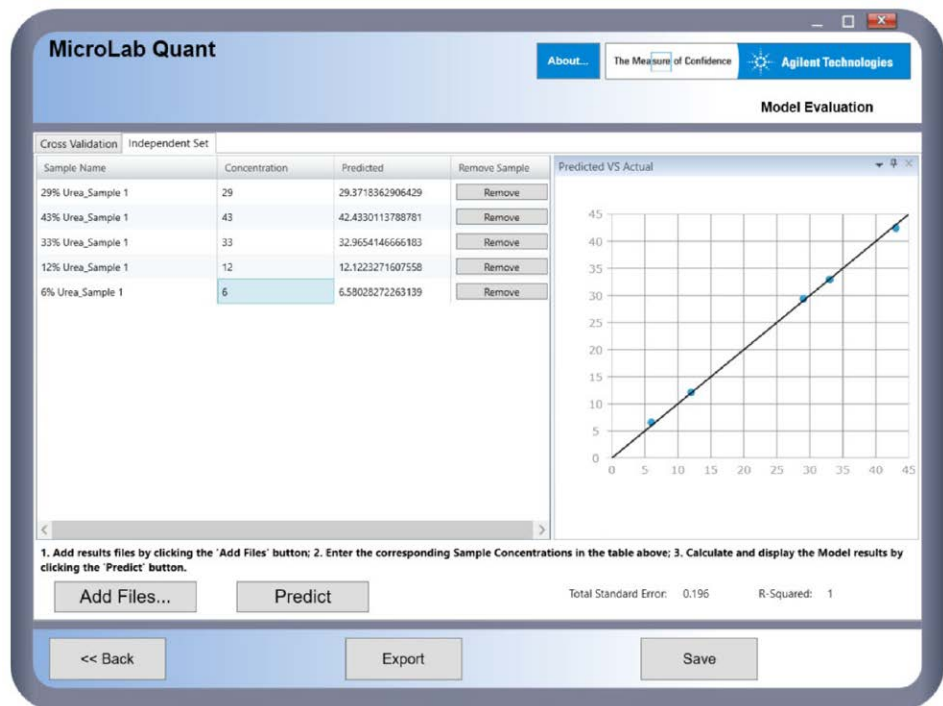 MicroLab Quant
About...
The Measure of Confidence
Agilent Technologies
Model Evaluation
Cross Validation Independent Set
Sample Name Concentration Predicted Remove Sample
29% Urea_Sample 1 29 29.3718362906429 Remove
43% Urea_Sample 1 43 42.4330113788781 Remove
33% Urea_Sample 1 33 32.9654146666183 Remove
12% Urea_Sample 1 12 12.1223271607558 Remove
6% Urea_Sample 1 6 6.58028272263139 Remove
Predicted VS Actual
45
40
35
30
25
20
15
10
5
0
0 5 10 15 20 25 30 35 40 45
1. Add results files by clicking the 'Add Files' button; 2. Enter the corresponding Sample Concentrations in the table above; 3. Calculate and display the Model results by
clicking the 'Predict' button.
Add Files... Predict Total Standard Error: 0.196 R-Squared: 1
<< Back Export Save